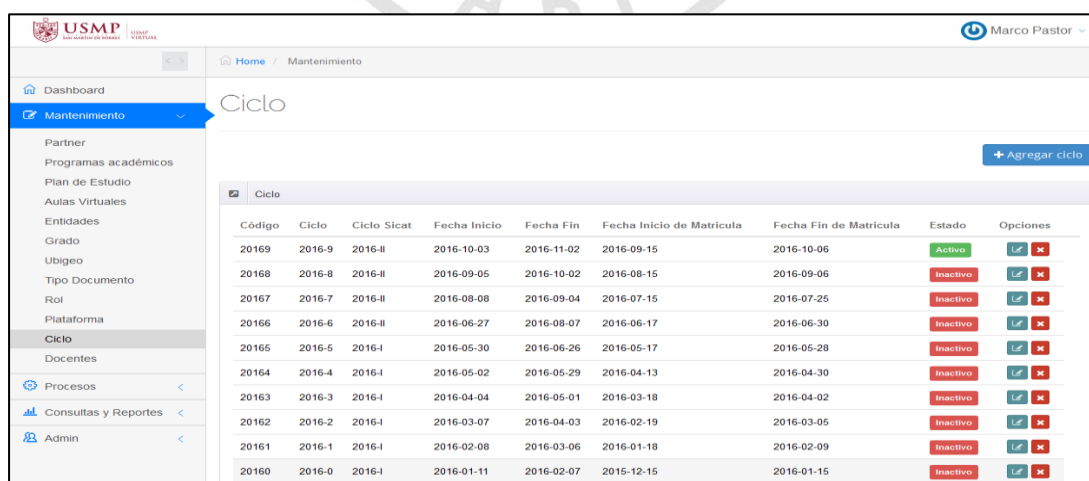 USMP
SAN MARTIN DE PORRES
USMP
VIRTUAL
Marco Pastor
Home / Mantenimiento
Dashboard
Mantenimiento
Partner
Programas académicos
Plan de Estudio
Aulas Virtuales
Entidades
Grado
Ubigeo
Tipo Documento
Rol
Plataforma
Ciclo
Docentes
Procesos
Consultas y Reportes
Admin
Ciclo
+ Agregar ciclo
Ciclo
Código Ciclo Ciclo Sicat Fecha Inicio Fecha Fin Fecha Inicio de Matricula Fecha Fin de Matricula Estado Opciones
20169 2016-9 2016-II 2016-10-03 2016-11-02 2016-09-15 2016-10-06 Activo
20168 2016-8 2016-II 2016-09-05 2016-10-02 2016-08-15 2016-09-06 Inactivo
20167 2016-7 2016-II 2016-08-08 2016-09-04 2016-07-15 2016-07-25 Inactivo
20166 2016-6 2016-II 2016-06-27 2016-08-07 2016-06-17 2016-06-30 Inactivo
20165 2016-5 2016-I 2016-05-30 2016-06-26 2016-05-17 2016-05-28 Inactivo
20164 2016-4 2016-I 2016-05-02 2016-05-29 2016-04-13 2016-04-30 Inactivo
20163 2016-3 2016-I 2016-04-04 2016-05-01 2016-03-18 2016-04-02 Inactivo
20162 2016-2 2016-I 2016-03-07 2016-04-03 2016-02-19 2016-03-05 Inactivo
20161 2016-1 2016-I 2016-02-08 2016-03-06 2016-01-18 2016-02-09 Inactivo
20160 2016-0 2016-I 2016-01-11 2016-02-07 2015-12-15 2016-01-15 Inactivo